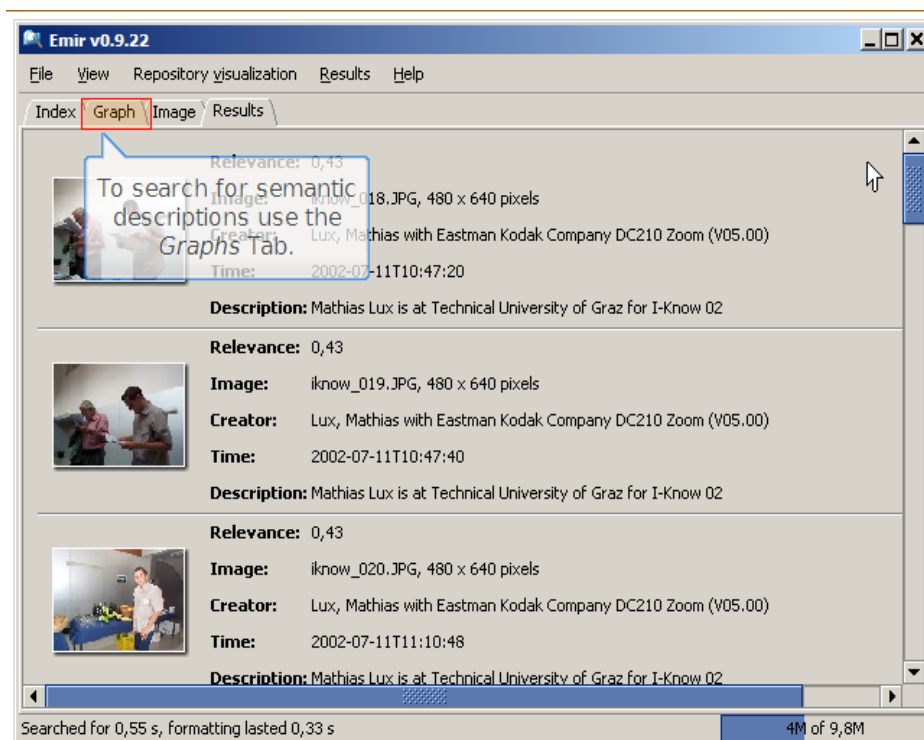 Emir v0.9.22
File View Repository visualization Results Help
Index Graph Image Results
Relevance: 0,43
Image: iknow_018.JPG, 480 x 640 pixels
Creator: Lux, Mathias with Eastman Kodak Company DC210 Zoom (V05.00)
Time: 2002-07-11T10:47:20
Description: Mathias Lux is at Technical University of Graz for I-Know 02
To search for semantic
descriptions use the
Graphs Tab.
Relevance: 0,43
Image: iknow_019.JPG, 480 x 640 pixels
Creator: Lux, Mathias with Eastman Kodak Company DC210 Zoom (V05.00)
Time: 2002-07-11T10:47:40
Description: Mathias Lux is at Technical University of Graz for I-Know 02
Relevance: 0,43
Image: iknow_020.JPG, 480 x 640 pixels
Creator: Lux, Mathias with Eastman Kodak Company DC210 Zoom (V05.00)
Time: 2002-07-11T11:10:48
Description: Mathias Lux is at Technical University of Graz for I-Know 02
Searched for 0,55 s, formatting lasted 0,33 s
4M of 9,8M